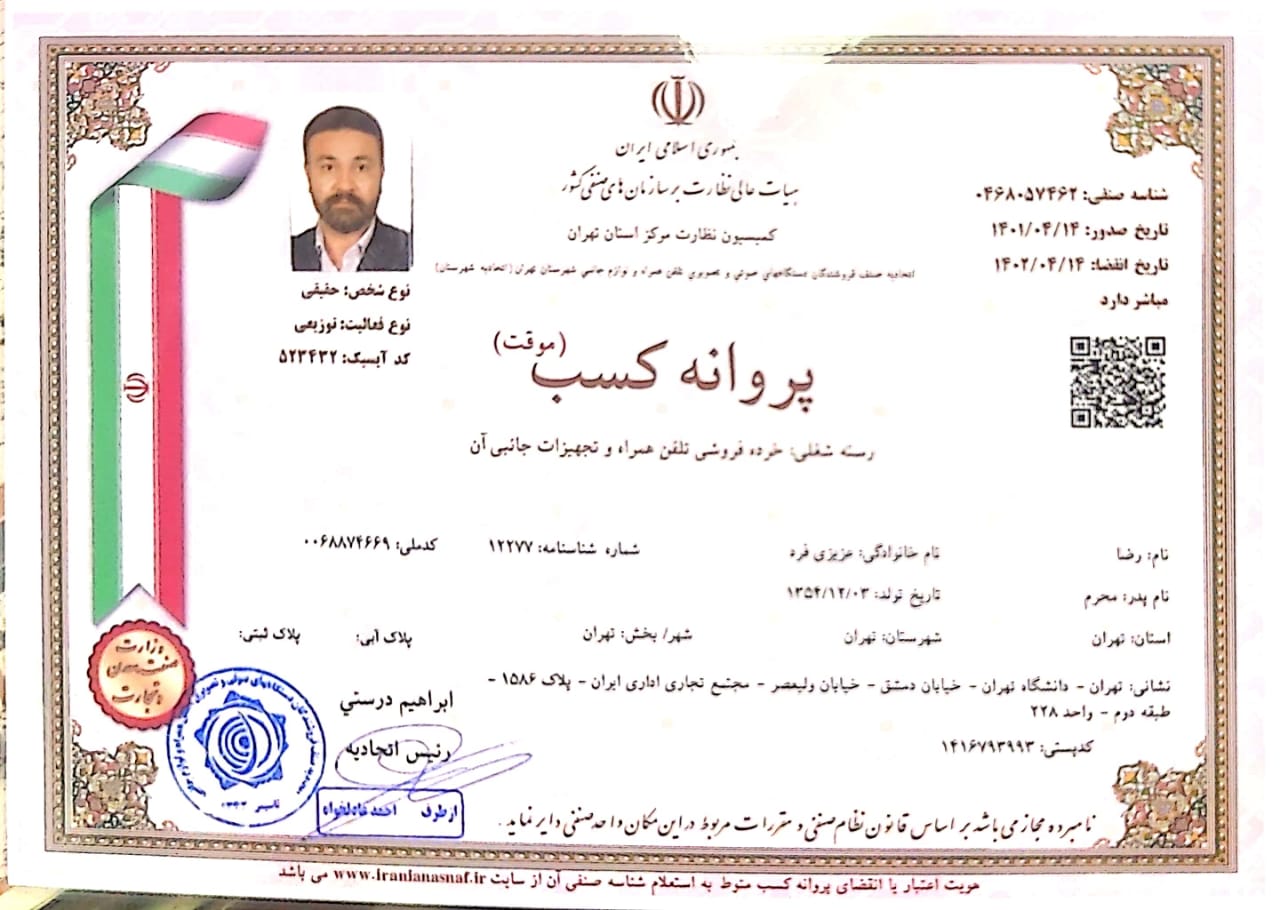 جمهوری اسلامی ایران
هیات عالی نظارت بر سازمان های صنفی کشور
کمیسیون نظارت مرکز استان تهران
اتحادیه صنف فروشندگان دستگاههای صوتي و تصویری تلفن همراه و لوازم جانبي شهرستان تهران (اتحادیه شهرستان)
شناسه صنفی: ۰۴۶۸۰۵۷۴۶۲
تاریخ صدور: ۱۴۰۱/۰۴/۱۴
تاریخ انقضا: ۱۴۰۲/۰۴/۱۴
مباشر دارد
نوع شخص: حقیقی
نوع فعالیت: توزیعی
کد آیسیک: ۵۲۳۴۳۲
پروانه کسب (موقت)
رسته شغلی: خرده فروشی تلفن همراه و تجهیزات جانبی آن
نام: رضا نام خانوادگی: عزیزی فرد شماره شناسنامه: ۱۲۲۷۷ کدملی: ۰۰۶۸۸۷۴۶۶۹
نام پدر: محرم تاریخ تولد: ۱۳۵۴/۱۲/۰۳
استان: تهران شهرستان: تهران شهر/ بخش: تهران پلاک آبی: پلاک ثبتی:
نشانی: تهران - دانشگاه تهران - خیابان دمشق - خیابان ولیعصر - مجتمع تجاری اداری ایران - پلاک ۱۵۸۶ -
طبقه دوم - واحد ۲۲۸
کدپستی: ۱۴۱۶۷۹۳۹۹۳
وزارت
صنعت، معدن
و تجارت
ابراهیم درستي
رئیس اتحادیه
از طرف احمد
تاسیس
نامبرده مجاز می باشد بر اساس قانون نظام صنفی و مقررات مربوط در این مکان واحد صنفی دایر نماید.
هویت اعتبار یا انقضای پروانه کسب منوط به استعلام شناسه صنفی آن از سایت www.iranianasnaf.ir می باشد